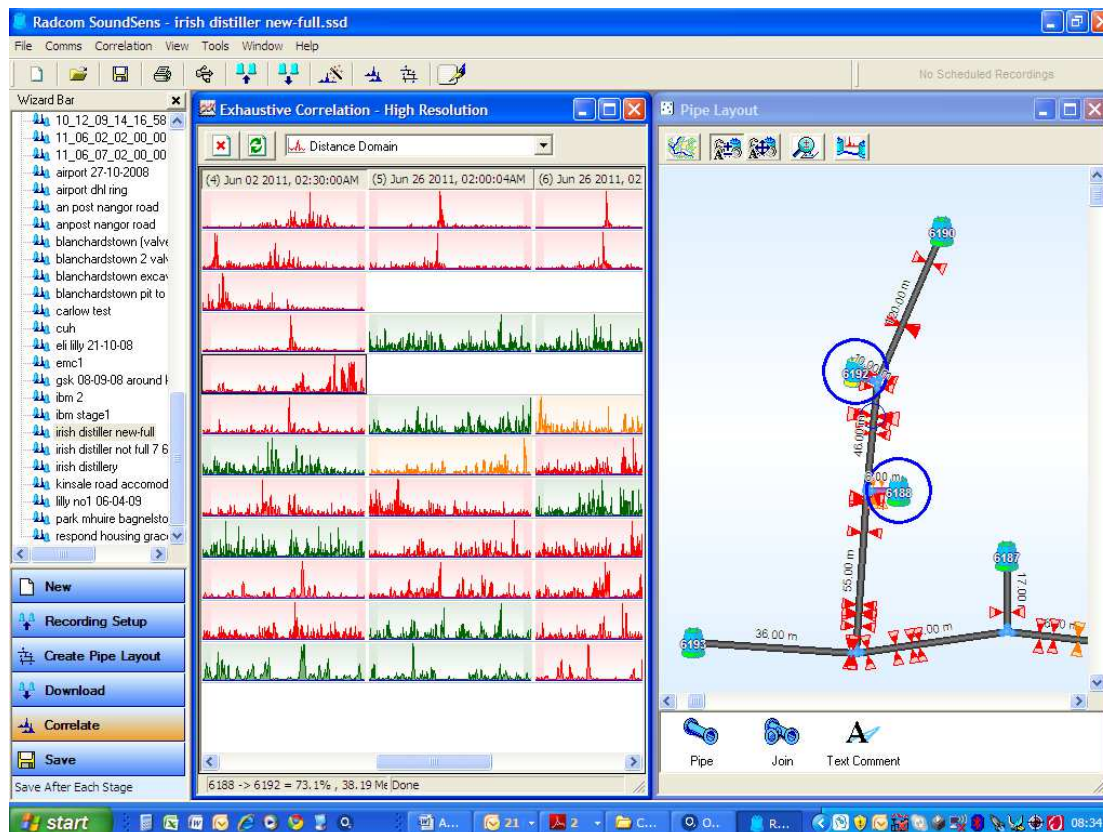 Radcom SoundSens - irish distiller new-full.ssd
File Comms Correlation View Tools Window Help
No Scheduled Recordings
Wizard Bar
10_12_09_14_16_58
11_06_02_02_00_00
11_06_07_02_00_00
airport 27-10-2008
airport dhl ring
an post nangor road
anpost nangor road
blanchardstown (valve
blanchardstown 2 valv
blanchardstown excav
blanchardstown pit to
carlow test
cuh
eli lilly 21-10-08
emc1
gsk 08-09-08 around
ibm 2
ibm stage1
irish distiller new-full
irish distiller not full 7 6
irish distillery
kinsale road accomod
lilly no1 06-04-09
park mhuire bagnelsto
respond housing grac
New
Recording Setup
Create Pipe Layout
Download
Correlate
Save
Save After Each Stage
Exhaustive Correlation - High Resolution
Distance Domain
(4) Jun 02 2011, 02:30:00AM (5) Jun 26 2011, 02:00:04AM (6) Jun 26 2011, 02
6188 -> 6192 = 73.1% , 38.19 Me Done
Pipe Layout
6190
6192
46.00 m
6188
6187
55.00 m
17.00
6193
36.00 m
.00 m
Pipe Join Text Comment
start
A...
21
2
C...
O...
R...
08:34